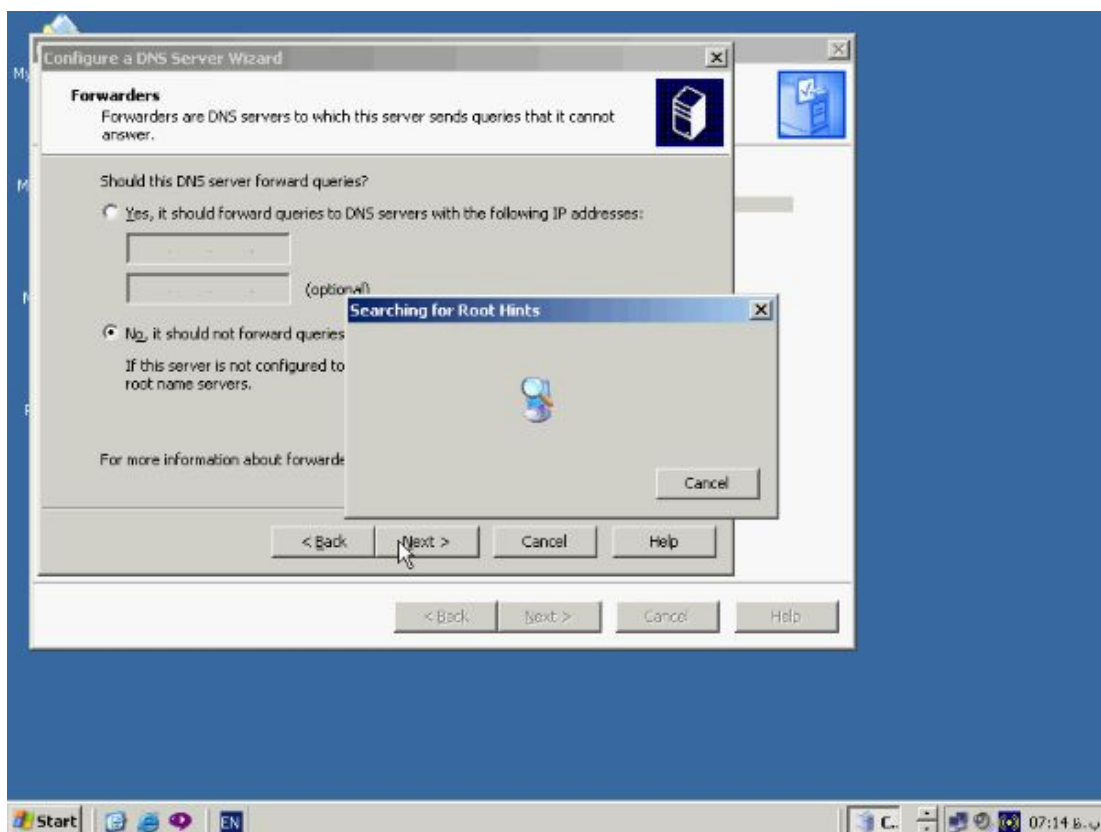 Configure a DNS Server Wizard
Forwarders
Forwarders are DNS servers to which this server sends queries that it cannot
answer.
Should this DNS server forward queries?
Yes, it should forward queries to DNS servers with the following IP addresses:
(optional)
Searching for Root Hints
No, it should not forward queries
If this server is not configured to
root name servers.
For more information about forwarde
Cancel
< Back
Next >
Cancel
Help
< Back
Next >
Cancel
Help
Start
EN
C..
07:14 ب.ظ